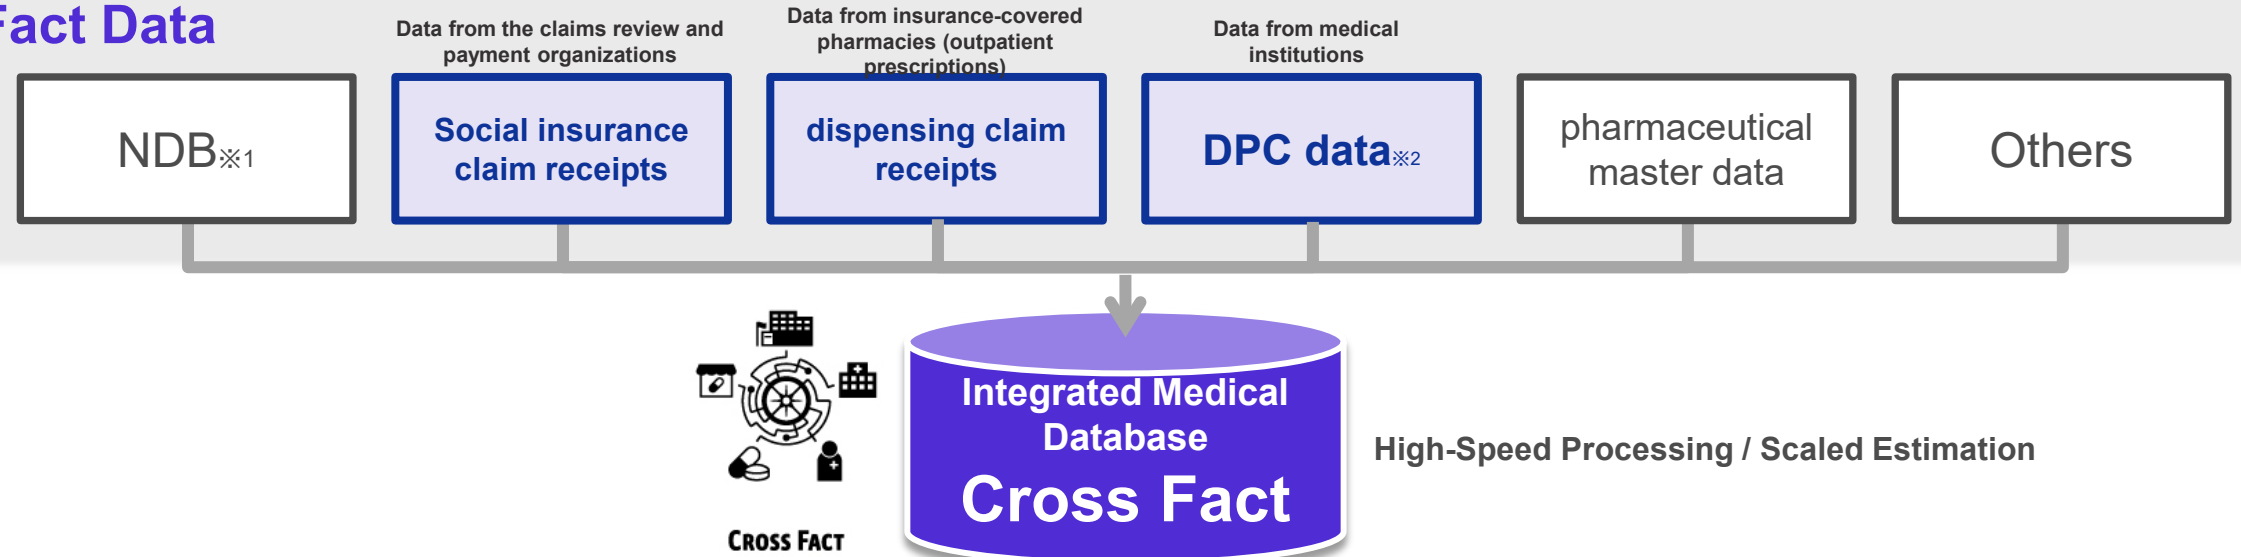 Fact Data
Data from the claims review and
payment organizations
Data from insurance-covered
pharmacies (outpatient
prescriptions)
Data from medical
institutions
NDB※1
Social insurance
claim receipts
dispensing claim
receipts
DPC data※2
pharmaceutical
master data
Others
Integrated Medical
Database
Cross Fact
High-Speed Processing / Scaled Estimation
CROSS FACT